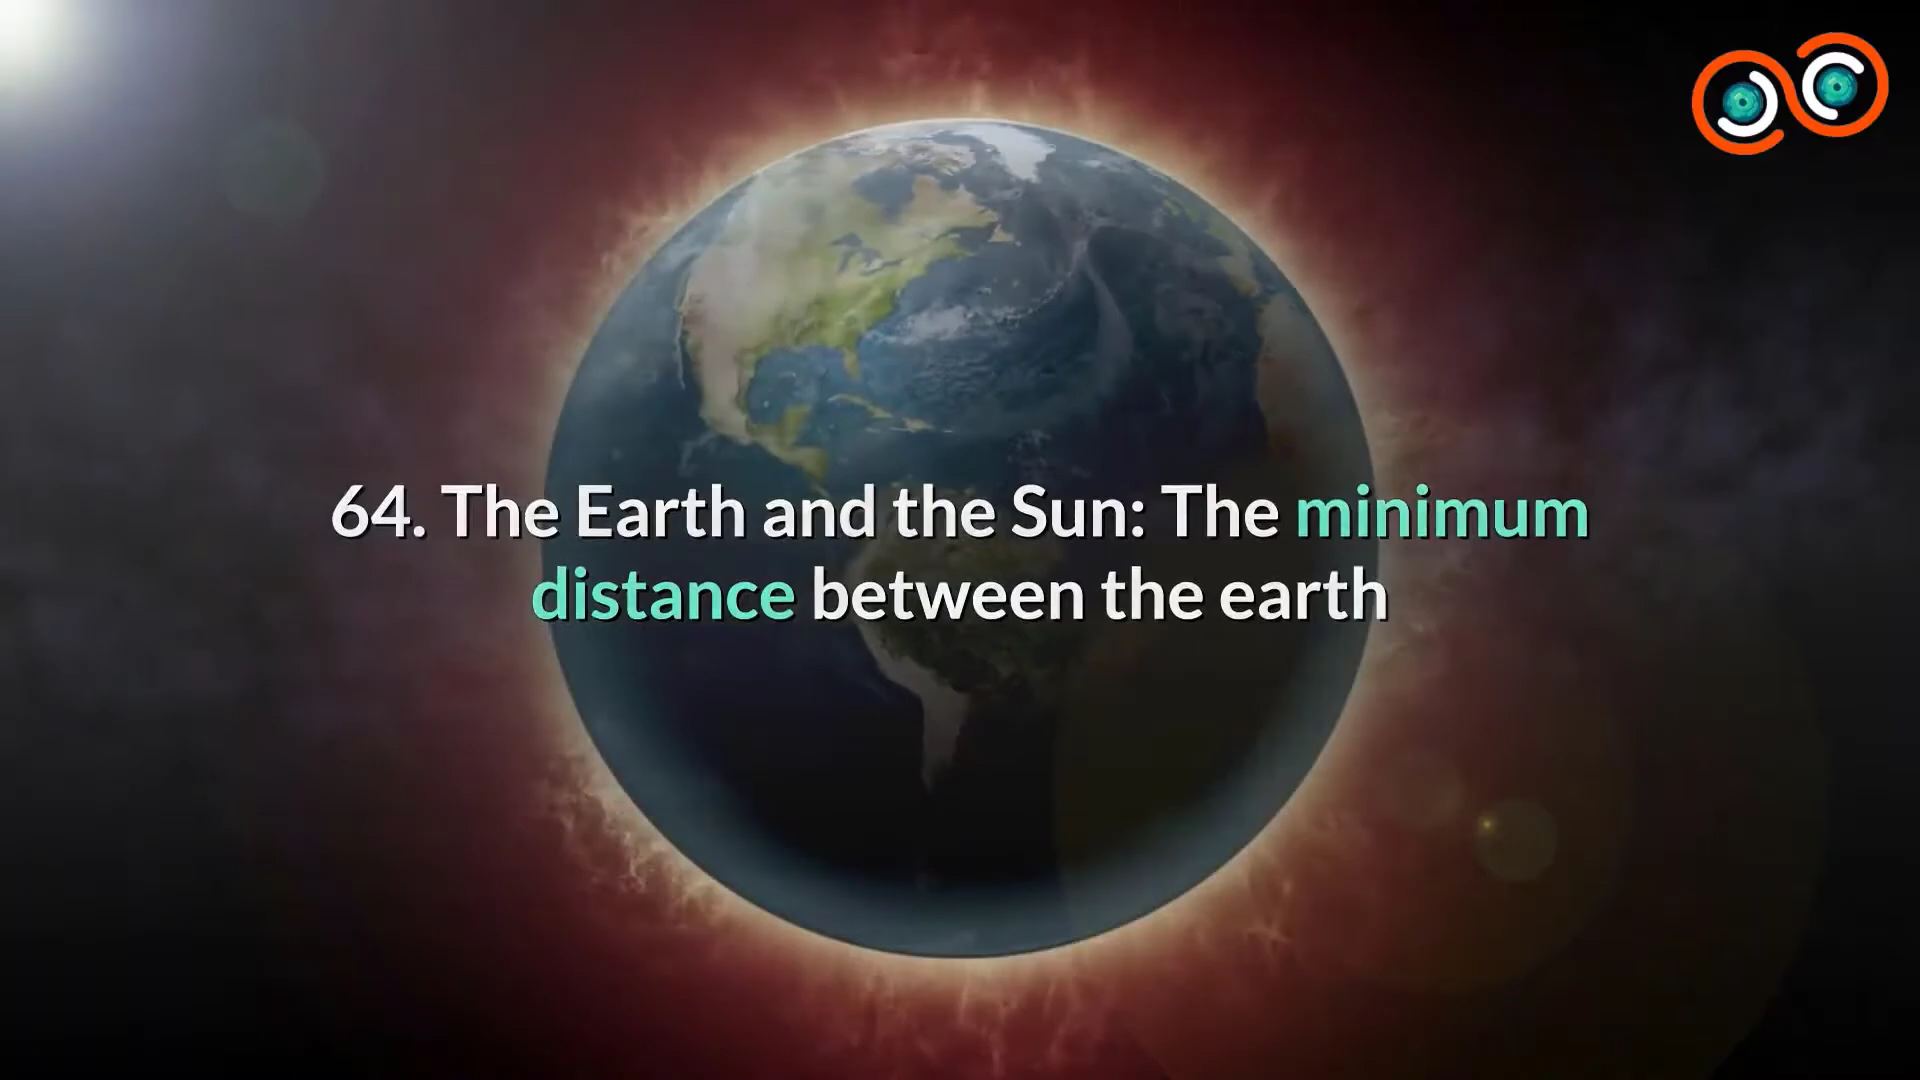 64. The Earth and the Sun: The minimum
distance between the earth